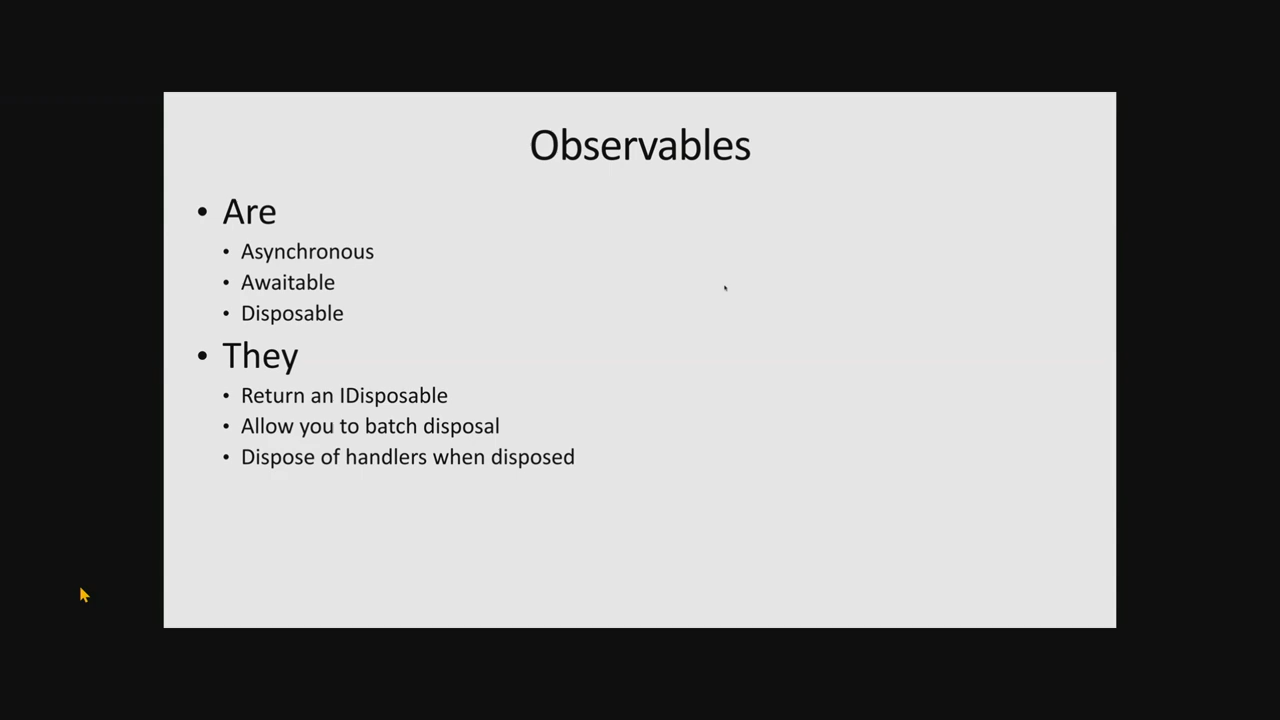 Observables
• Are
• Asynchronous
• Awaitable
• Disposable
• They
• Return an IDisposable
• Allow you to batch disposal
• Dispose of handlers when disposed